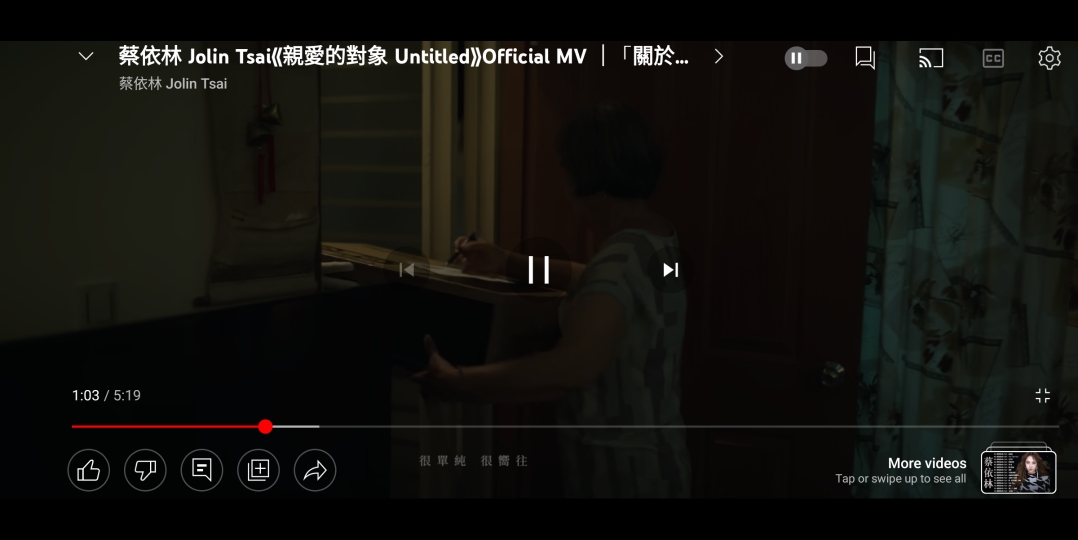 蔡依林 Jolin Tsai《親愛的對象 Untitled》Official MV ｜「關於...
蔡依林 Jolin Tsai
CC
1:03 / 5:19
很單純 很嚮往
More videos
Tap or swipe up to see all
蔡依林